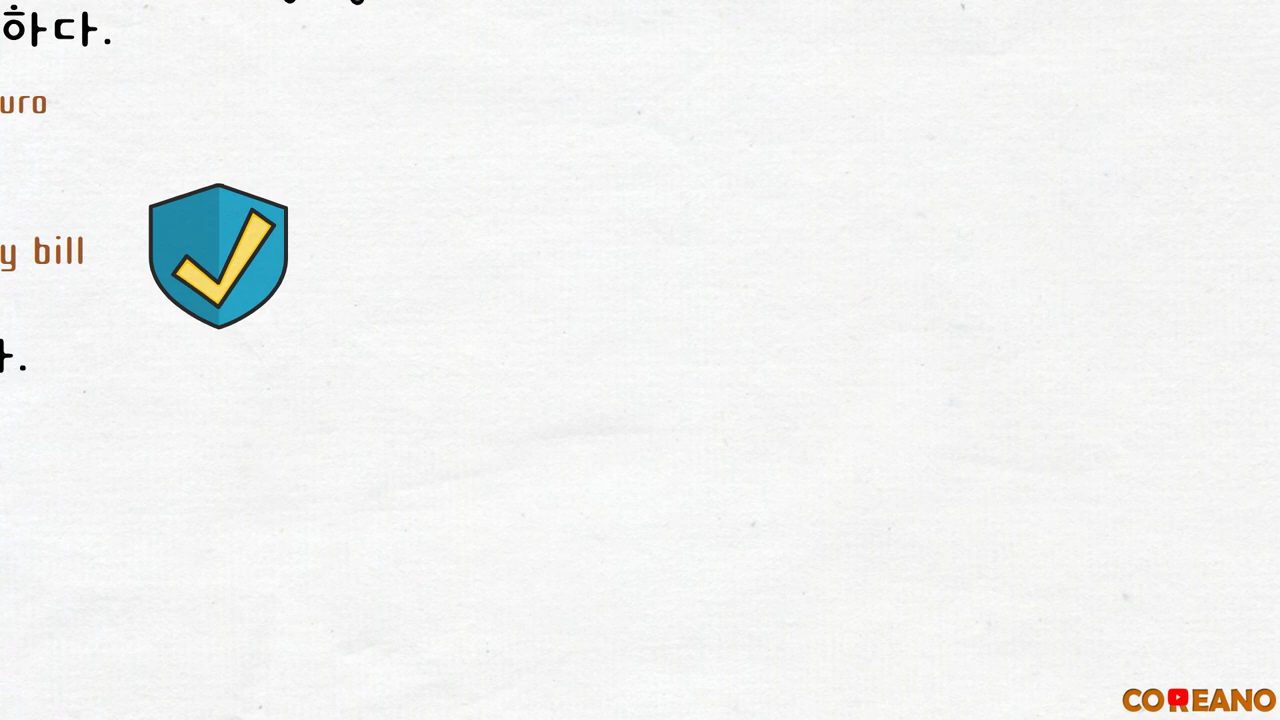 하다.
uro
y bill
.
COREANO